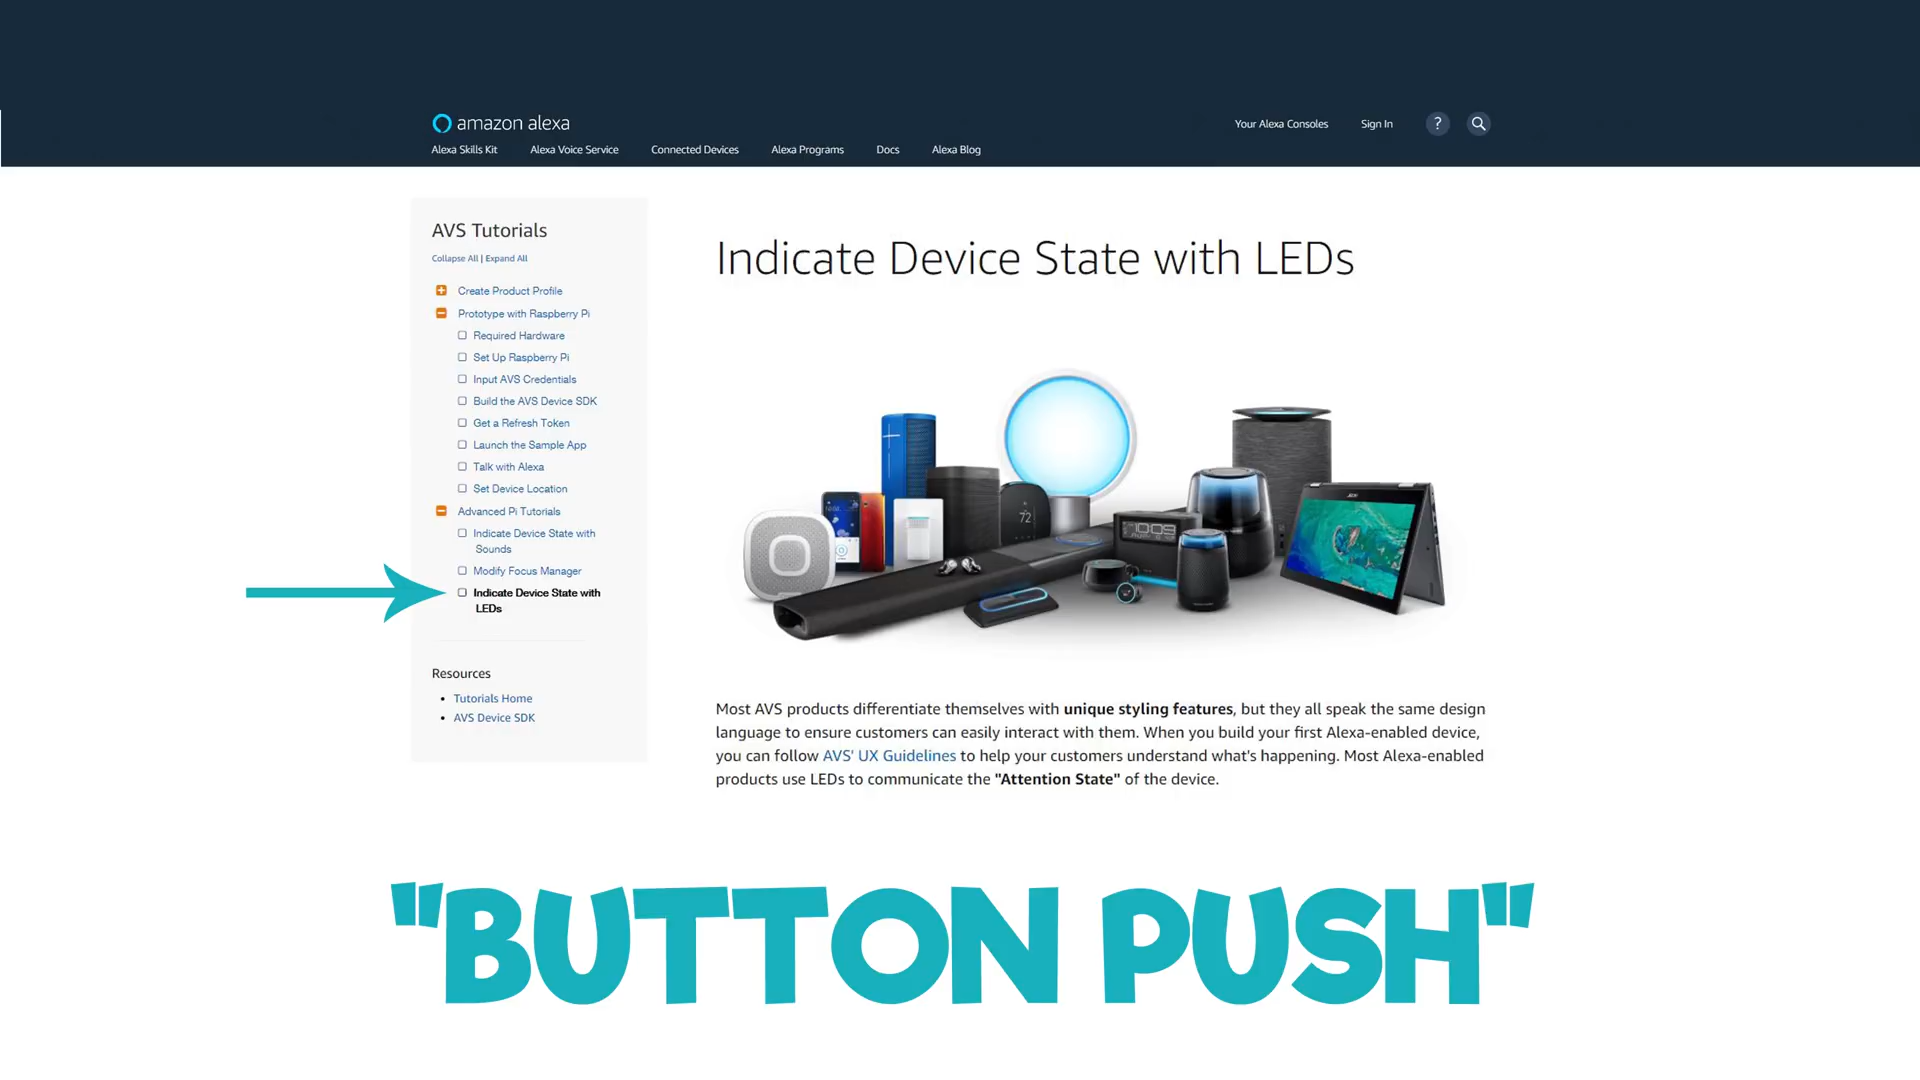 amazon alexa
Your Alexa Consoles
Sign In
?
Alexa Skills Kit
Alexa Voice Service
Connected Devices
Alexa Programs
Docs
Alexa Blog
AVS Tutorials
Collapse All | Expand All
Create Product Profile
Prototype with Raspberry Pi
Required Hardware
Set Up Raspberry Pi
Input AVS Credentials
Build the AVS Device SDK
Get a Refresh Token
Launch the Sample App
Talk with Alexa
Set Device Location
Advanced Pi Tutorials
Indicate Device State with
Sounds
Modify Focus Manager
Indicate Device State with
LEDs
Resources
Tutorials Home
AVS Device SDK
Indicate Device State with LEDs
72
acer
Most AVS products differentiate themselves with unique styling features, but they all speak the same design
language to ensure customers can easily interact with them. When you build your first Alexa-enabled device,
you can follow AVS' UX Guidelines to help your customers understand what's happening. Most Alexa-enabled
products use LEDs to communicate the "Attention State" of the device.
"BUTTON PUSH"